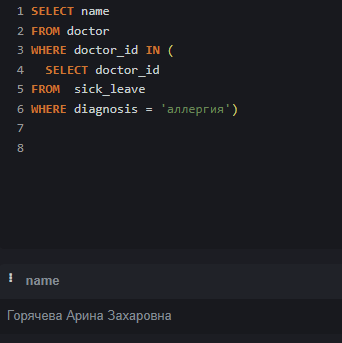 1 SELECT name
2 FROM doctor
3 WHERE doctor_id IN (
4 SELECT doctor_id
5 FROM  sick_leave
6 WHERE diagnosis = 'аллергия')
7
8
name
Горячева Арина Захаровна